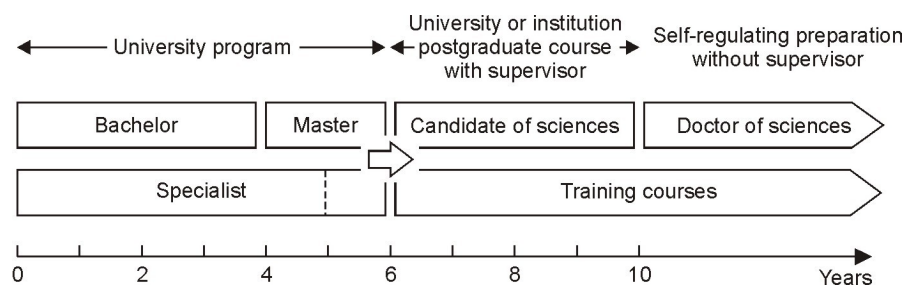 University program
University or institution
postgraduate course
with supervisor
Self-regulating preparation
without supervisor
Bachelor
Master
Candidate of sciences
Doctor of sciences
Specialist
Training courses
0
2
4
6
8
10
Years